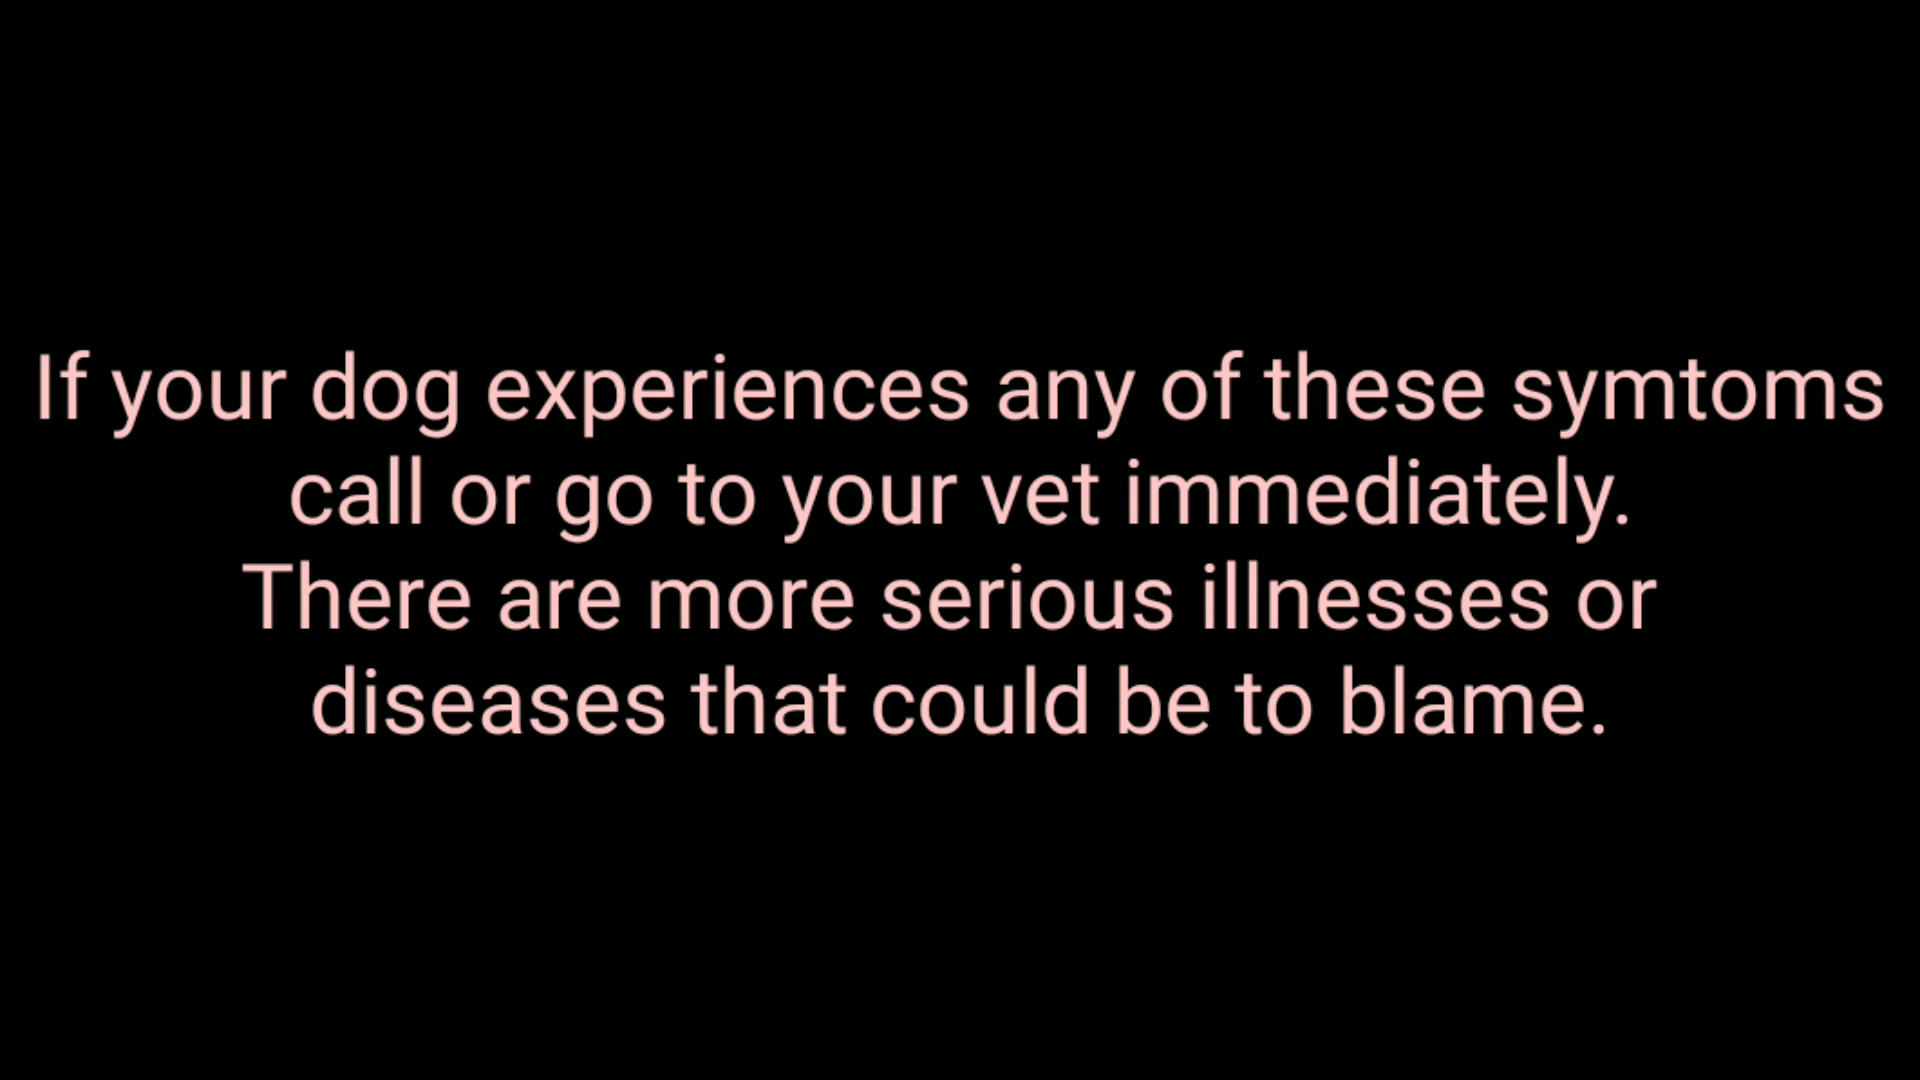 If your dog experiences any of these symtoms
call or go to your vet immediately.
There are more serious illnesses or
diseases that could be to blame.